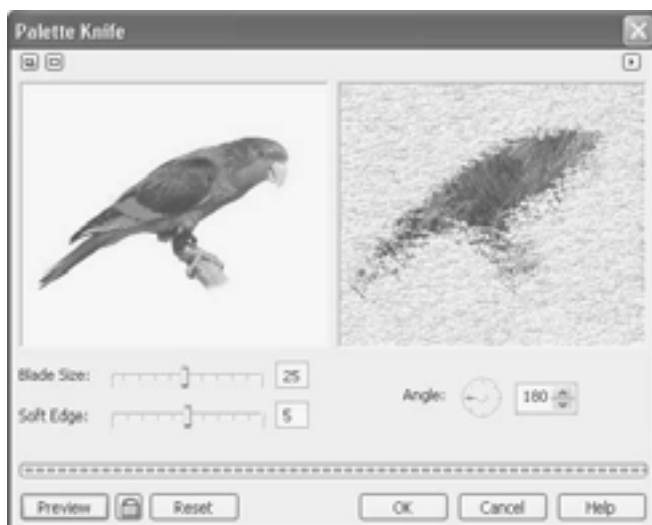 Palette Knife
Blade Size: 25
Angle: 180
Soft Edge: 5
Preview Reset OK Cancel Help